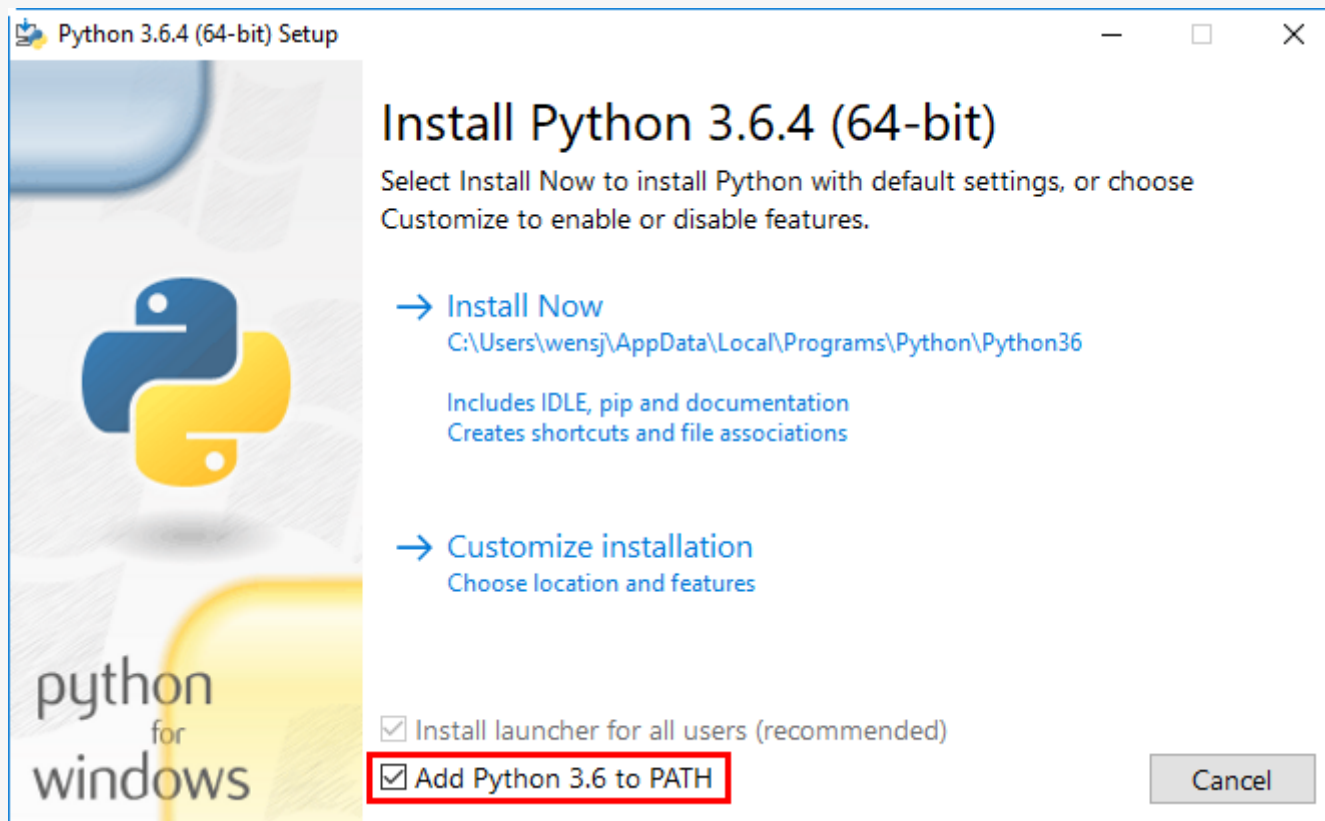 Python 3.6.4 (64-bit) Setup
Install Python 3.6.4 (64-bit)
Select Install Now to install Python with default settings, or choose
Customize to enable or disable features.
Install Now
C:\Users\wensj\AppData\Local\Programs\Python\Python36
Includes IDLE, pip and documentation
Creates shortcuts and file associations
Customize installation
Choose location and features
python
for
windows
Install launcher for all users (recommended)
Add Python 3.6 to PATH
Cancel